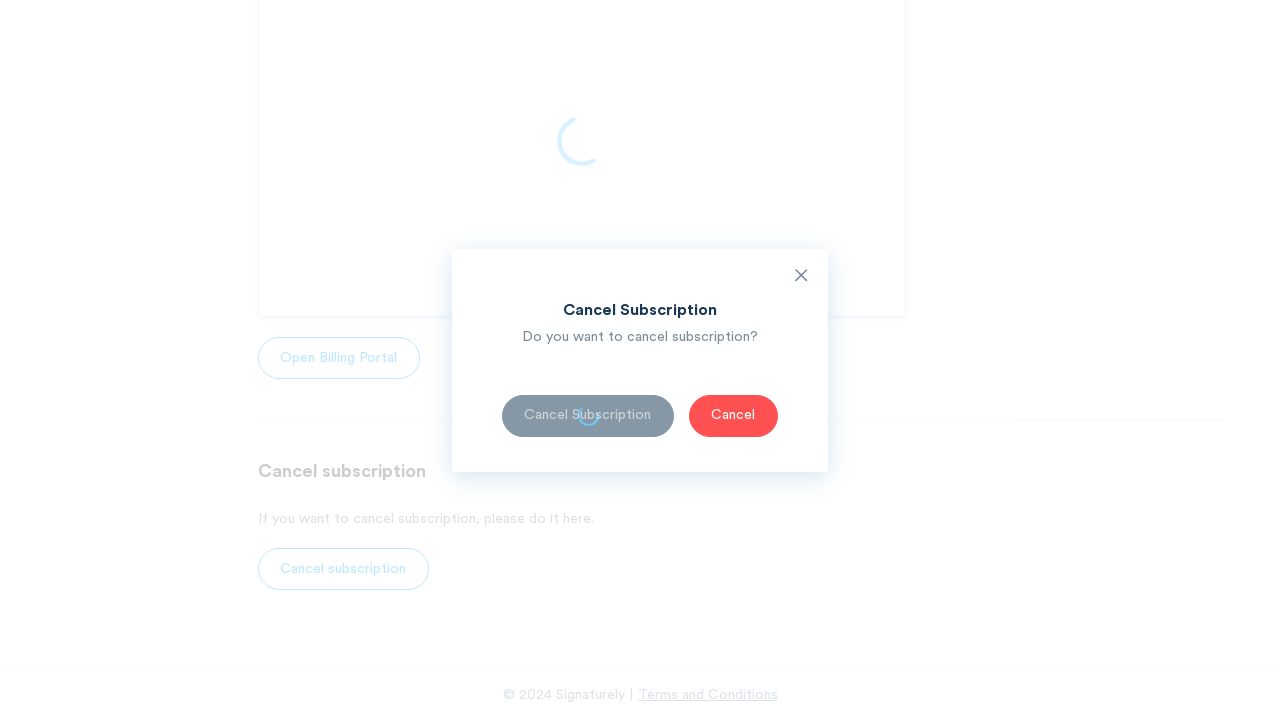 Cancel Subscription
Do you want to cancel subscription?
Cancel Subscription
Cancel
Open Billing Portal
Cancel subscription
If you want to cancel subscription, please do it here.
Cancel subscription
© 2024 Signaturely | Terms and Conditions